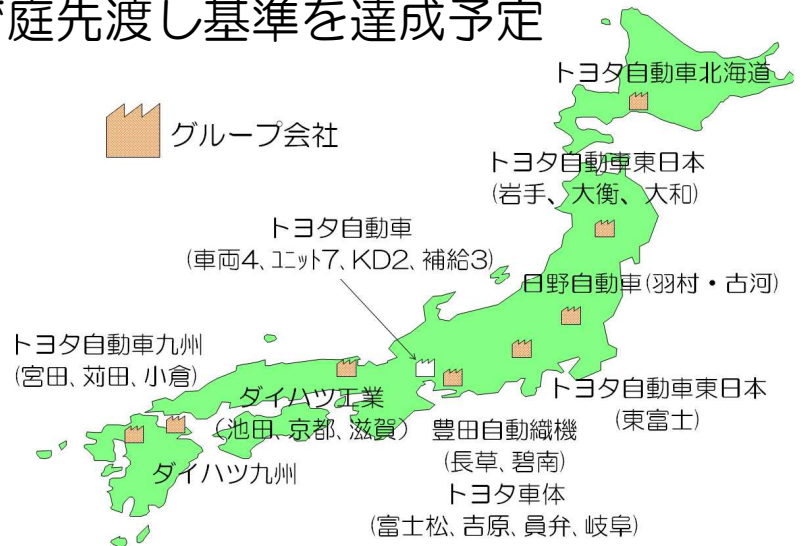 庭先渡し基準を達成予定
グループ会社
トヨタ自動車北海道
トヨタ自動車東日本
(岩手、大衡、大和)
トヨタ自動車
(車両4、ﾕﾆｯﾄ7、KD2、補給3)
日野自動車(羽村・古河)
トヨタ自動車九州
(宮田、苅田、小倉)
ダイハツ工業
(池田、京都、滋賀)
トヨタ自動車東日本
(東富士)
豊田自動織機
(長草、碧南)
ダイハツ九州
トヨタ車体
(富士松、吉原、員弁、岐阜)